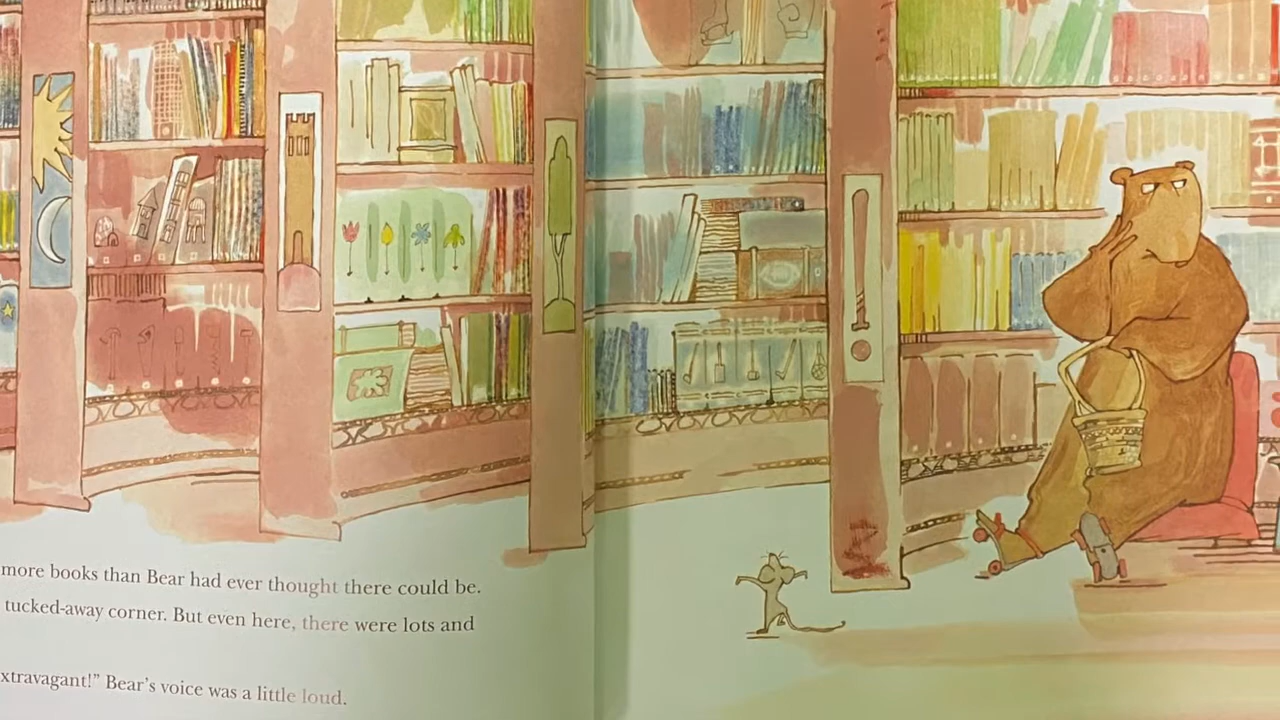 more books than Bear had ever thought there could be.
tucked-away corner. But even here, there were lots and
xtravagant!” Bear’s voice was a little loud.